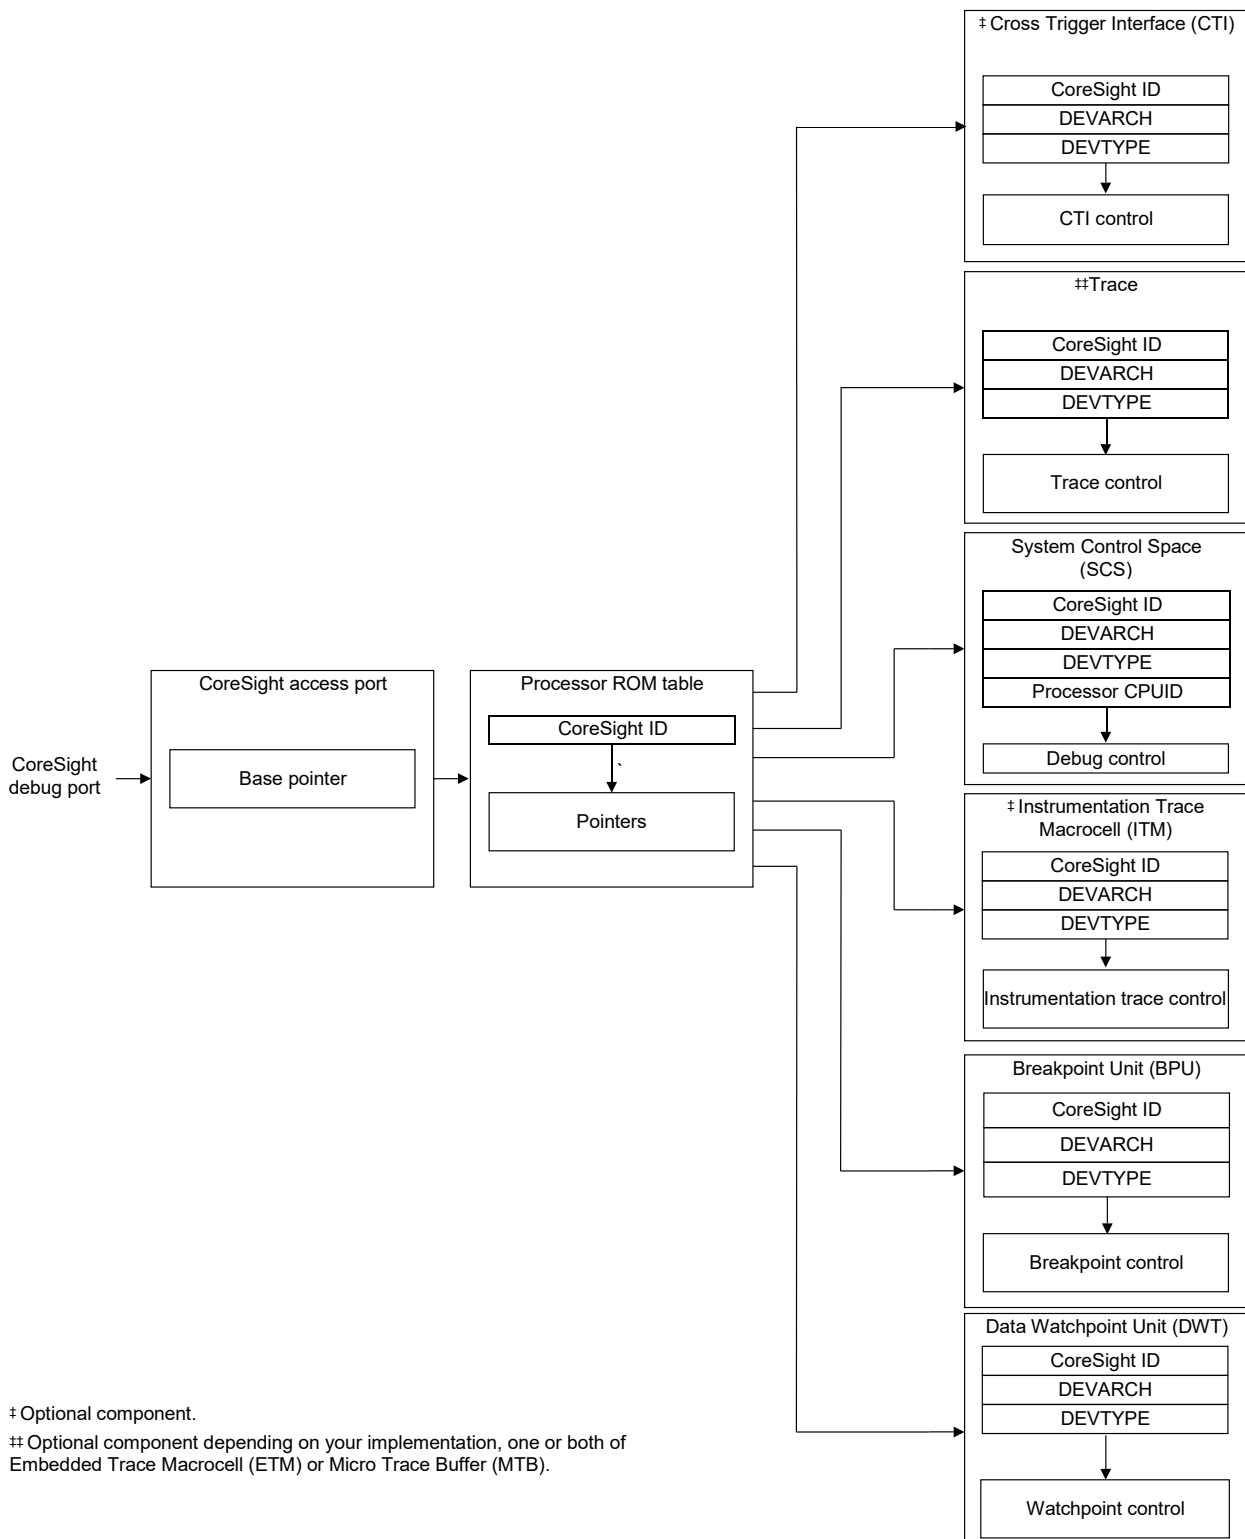 ‡ Cross Trigger Interface (CTI)
CoreSight ID
DEVARCH
DEVTYPE
CTI control
‡‡Trace
CoreSight ID
DEVARCH
DEVTYPE
Trace control
System Control Space
(SCS)
CoreSight ID
DEVARCH
DEVTYPE
Processor CPUID
Debug control
CoreSight
debug port
CoreSight access port
Base pointer
Processor ROM table
CoreSight ID
`
Pointers
‡ Instrumentation Trace
Macrocell (ITM)
CoreSight ID
DEVARCH
DEVTYPE
Instrumentation trace control
Breakpoint Unit (BPU)
CoreSight ID
DEVARCH
DEVTYPE
Breakpoint control
Data Watchpoint Unit (DWT)
CoreSight ID
DEVARCH
DEVTYPE
Watchpoint control
‡ Optional component.
‡‡ Optional component depending on your implementation, one or both of
Embedded Trace Macrocell (ETM) or Micro Trace Buffer (MTB).